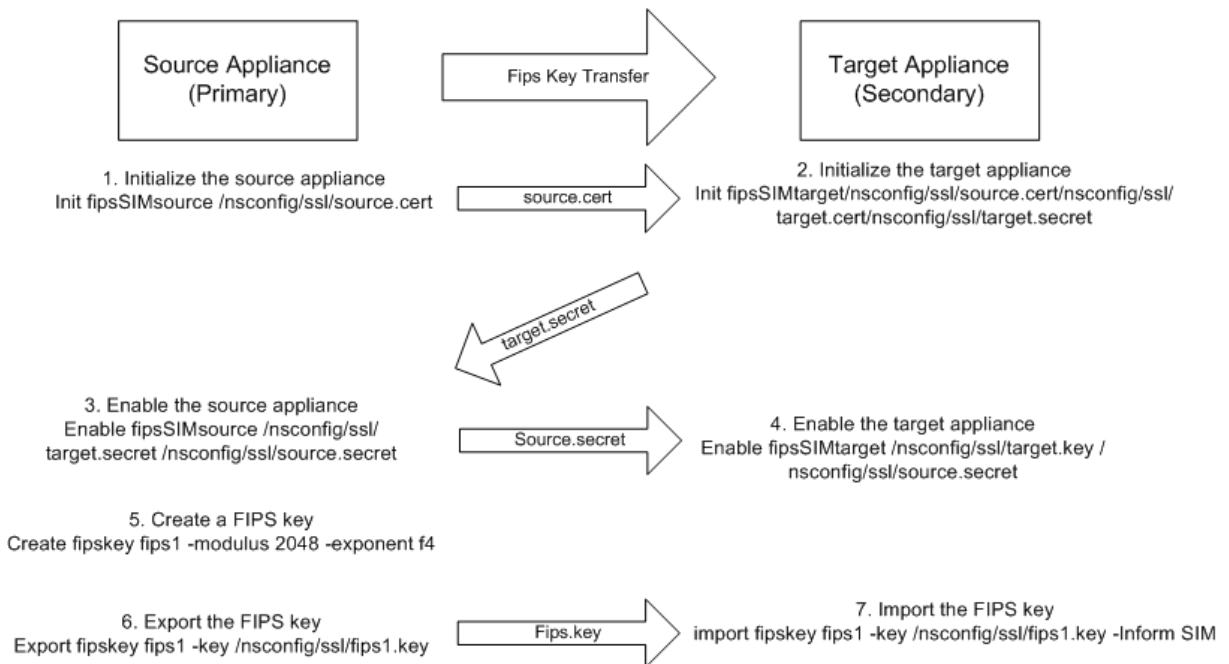 Source Appliance
(Primary)
Fips Key Transfer
Target Appliance
(Secondary)
1. Initialize the source appliance
Init fipsSIMsource /nsconfig/ssl/source.cert
source.cert
2. Initialize the target appliance
Init fipsSIMtarget/nsconfig/ssl/source.cert/nsconfig/ssl/
target.cert/nsconfig/ssl/target.secret
target.secret
3. Enable the source appliance
Enable fipsSIMsource /nsconfig/ssl/
target.secret /nsconfig/ssl/source.secret
Source.secret
4. Enable the target appliance
Enable fipsSIMtarget /nsconfig/ssl/target.key /
nsconfig/ssl/source.secret
5. Create a FIPS key
Create fipskey fips1 -modulus 2048 -exponent f4
6. Export the FIPS key
Export fipskey fips1 -key /nsconfig/ssl/fips1.key
Fips.key
7. Import the FIPS key
import fipskey fips1 -key /nsconfig/ssl/fips1.key -Inform SIM